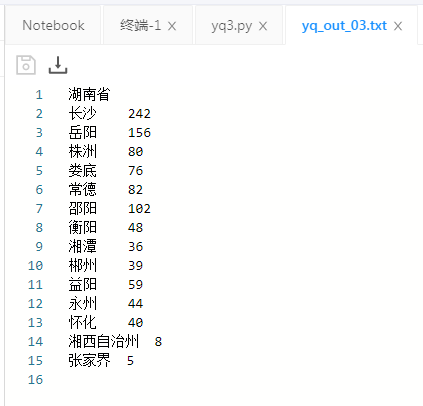 Notebook 终端-1 yq3.py yq_out_03.txt
1 湖南省
2 长沙 242
3 岳阳 156
4 株洲 80
5 娄底 76
6 常德 82
7 邵阳 102
8 衡阳 48
9 湘潭 36
10 郴州 39
11 益阳 59
12 永州 44
13 怀化 40
14 湘西自治州 8
15 张家界 5
16